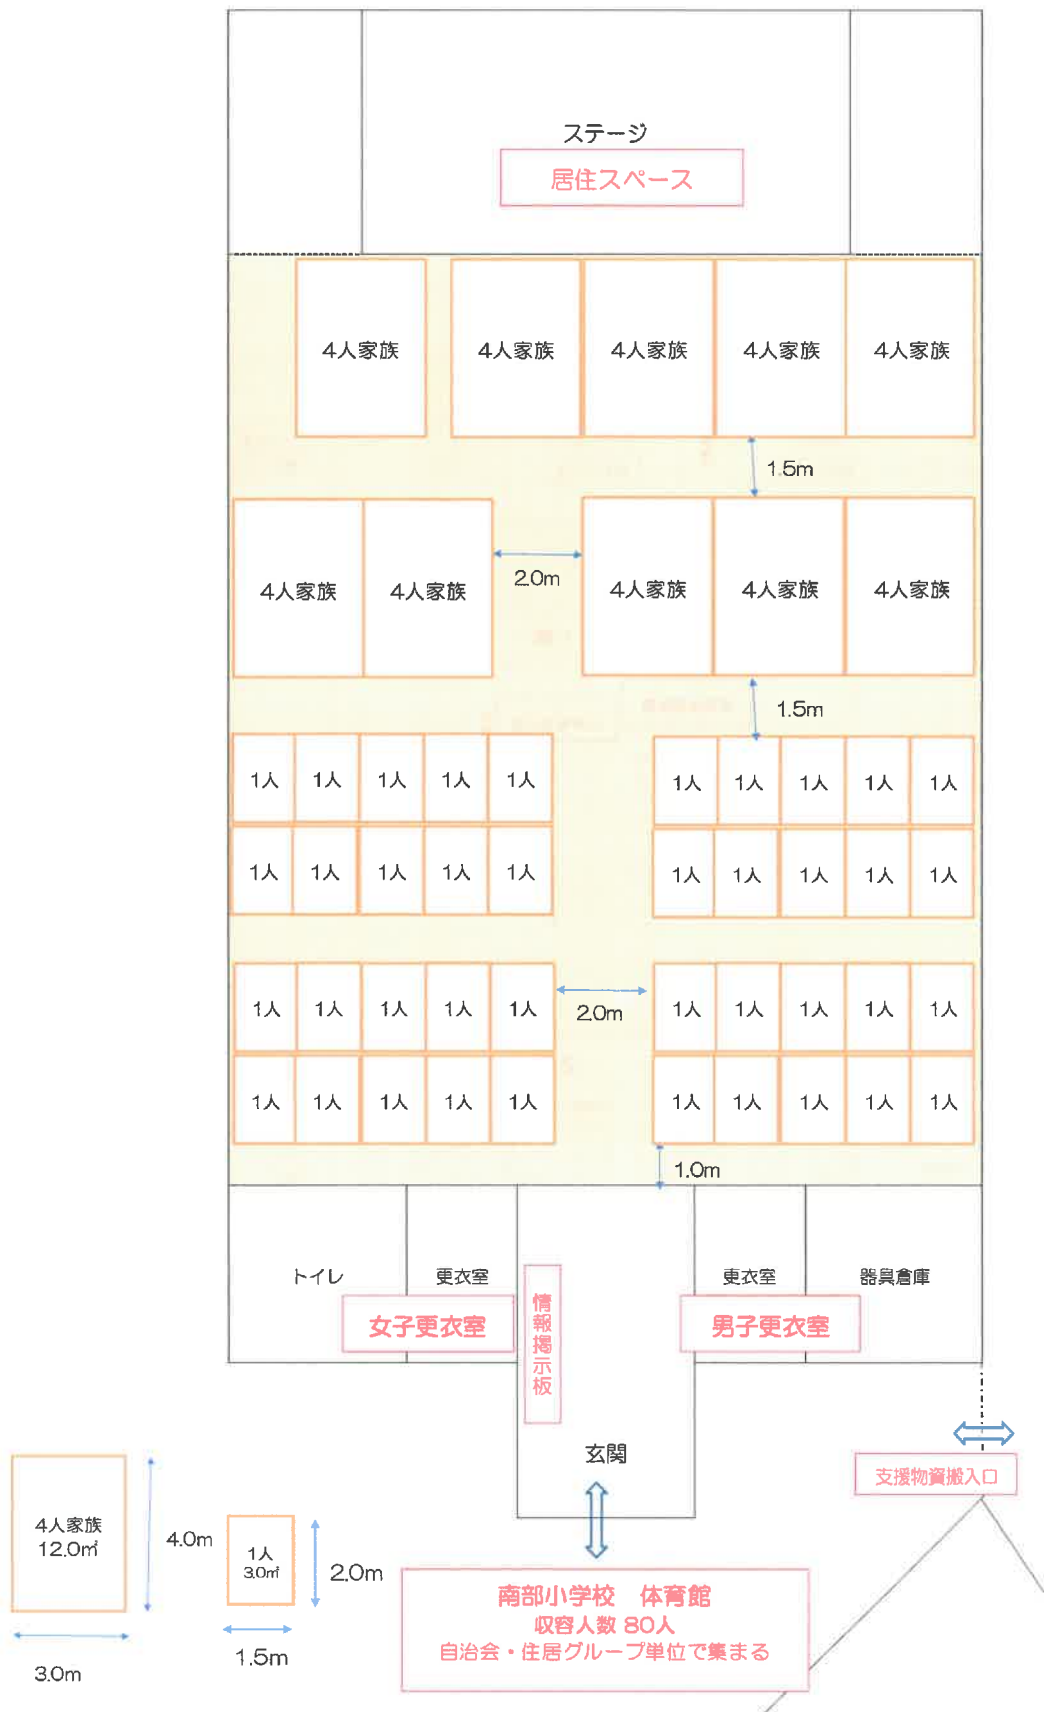 ステージ
居住スペース
4人家族 4人家族 4人家族 4人家族 4人家族
1.5m
4人家族 4人家族 2.0m 4人家族 4人家族 4人家族
1.5m
1人 1人 1人 1人 1人 1人 1人 1人 1人 1人
1人 1人 1人 1人 1人 1人 1人 1人 1人 1人
1人 1人 1人 1人 1人 2.0m 1人 1人 1人 1人 1人
1人 1人 1人 1人 1人 1人 1人 1人 1人 1人
1.0m
トイレ 更衣室 更衣室 器具倉庫
女子更衣室 情報掲示板 男子更衣室
玄関
支援物資搬入口
4人家族
12.0㎡
4.0m
3.0m
1人
3.0㎡
2.0m
1.5m
南部小学校 体育館
収容人数 80人
自治会・住居グループ単位で集まる